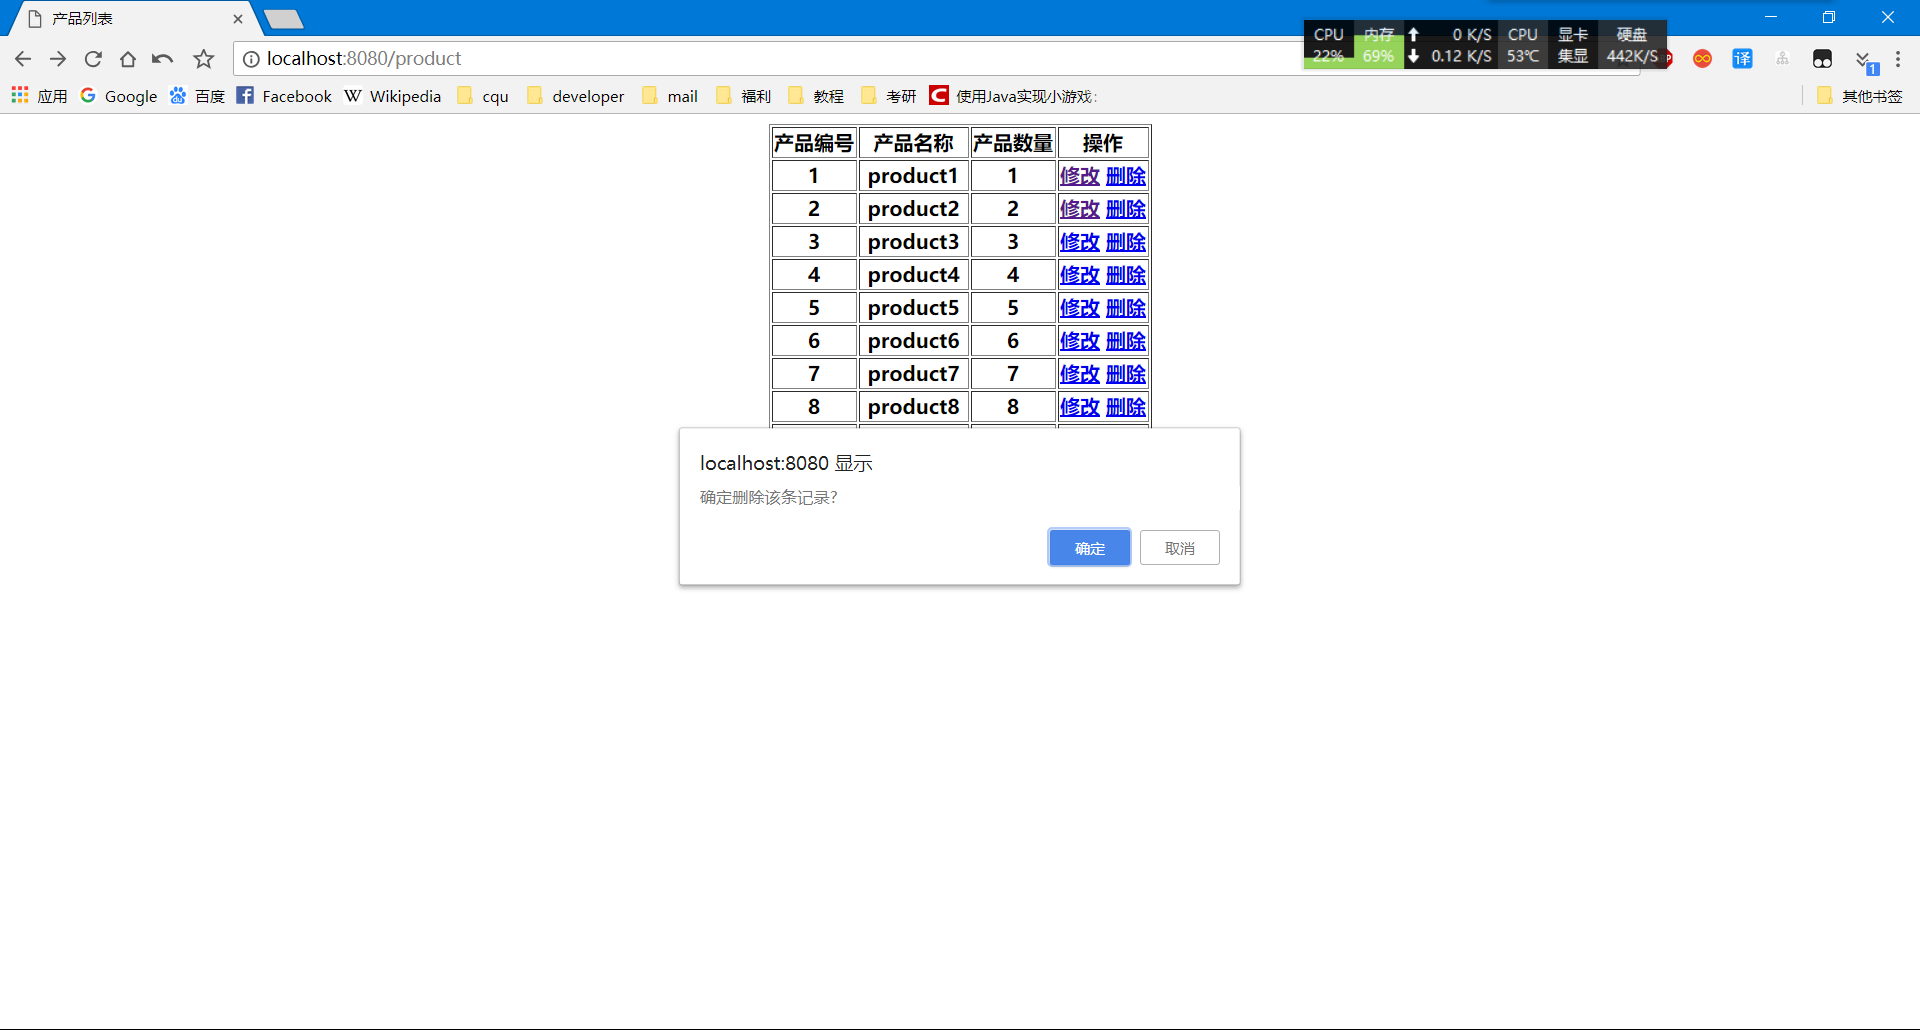 产品列表
localhost:8080/product
CPU 内存 0 K/S CPU 显卡 硬盘
22% 69% 0.12 K/S 53℃ 集显 442K/S
译
1
应用 Google 百度 Facebook Wikipedia cqu developer mail 福利 教程 考研 使用Java实现小游戏: 其他书签
产品编号 产品名称 产品数量 操作
1 product1 1 修改 删除
2 product2 2 修改 删除
3 product3 3 修改 删除
4 product4 4 修改 删除
5 product5 5 修改 删除
6 product6 6 修改 删除
7 product7 7 修改 删除
8 product8 8 修改 删除
localhost:8080 显示
确定删除该条记录?
确定 取消